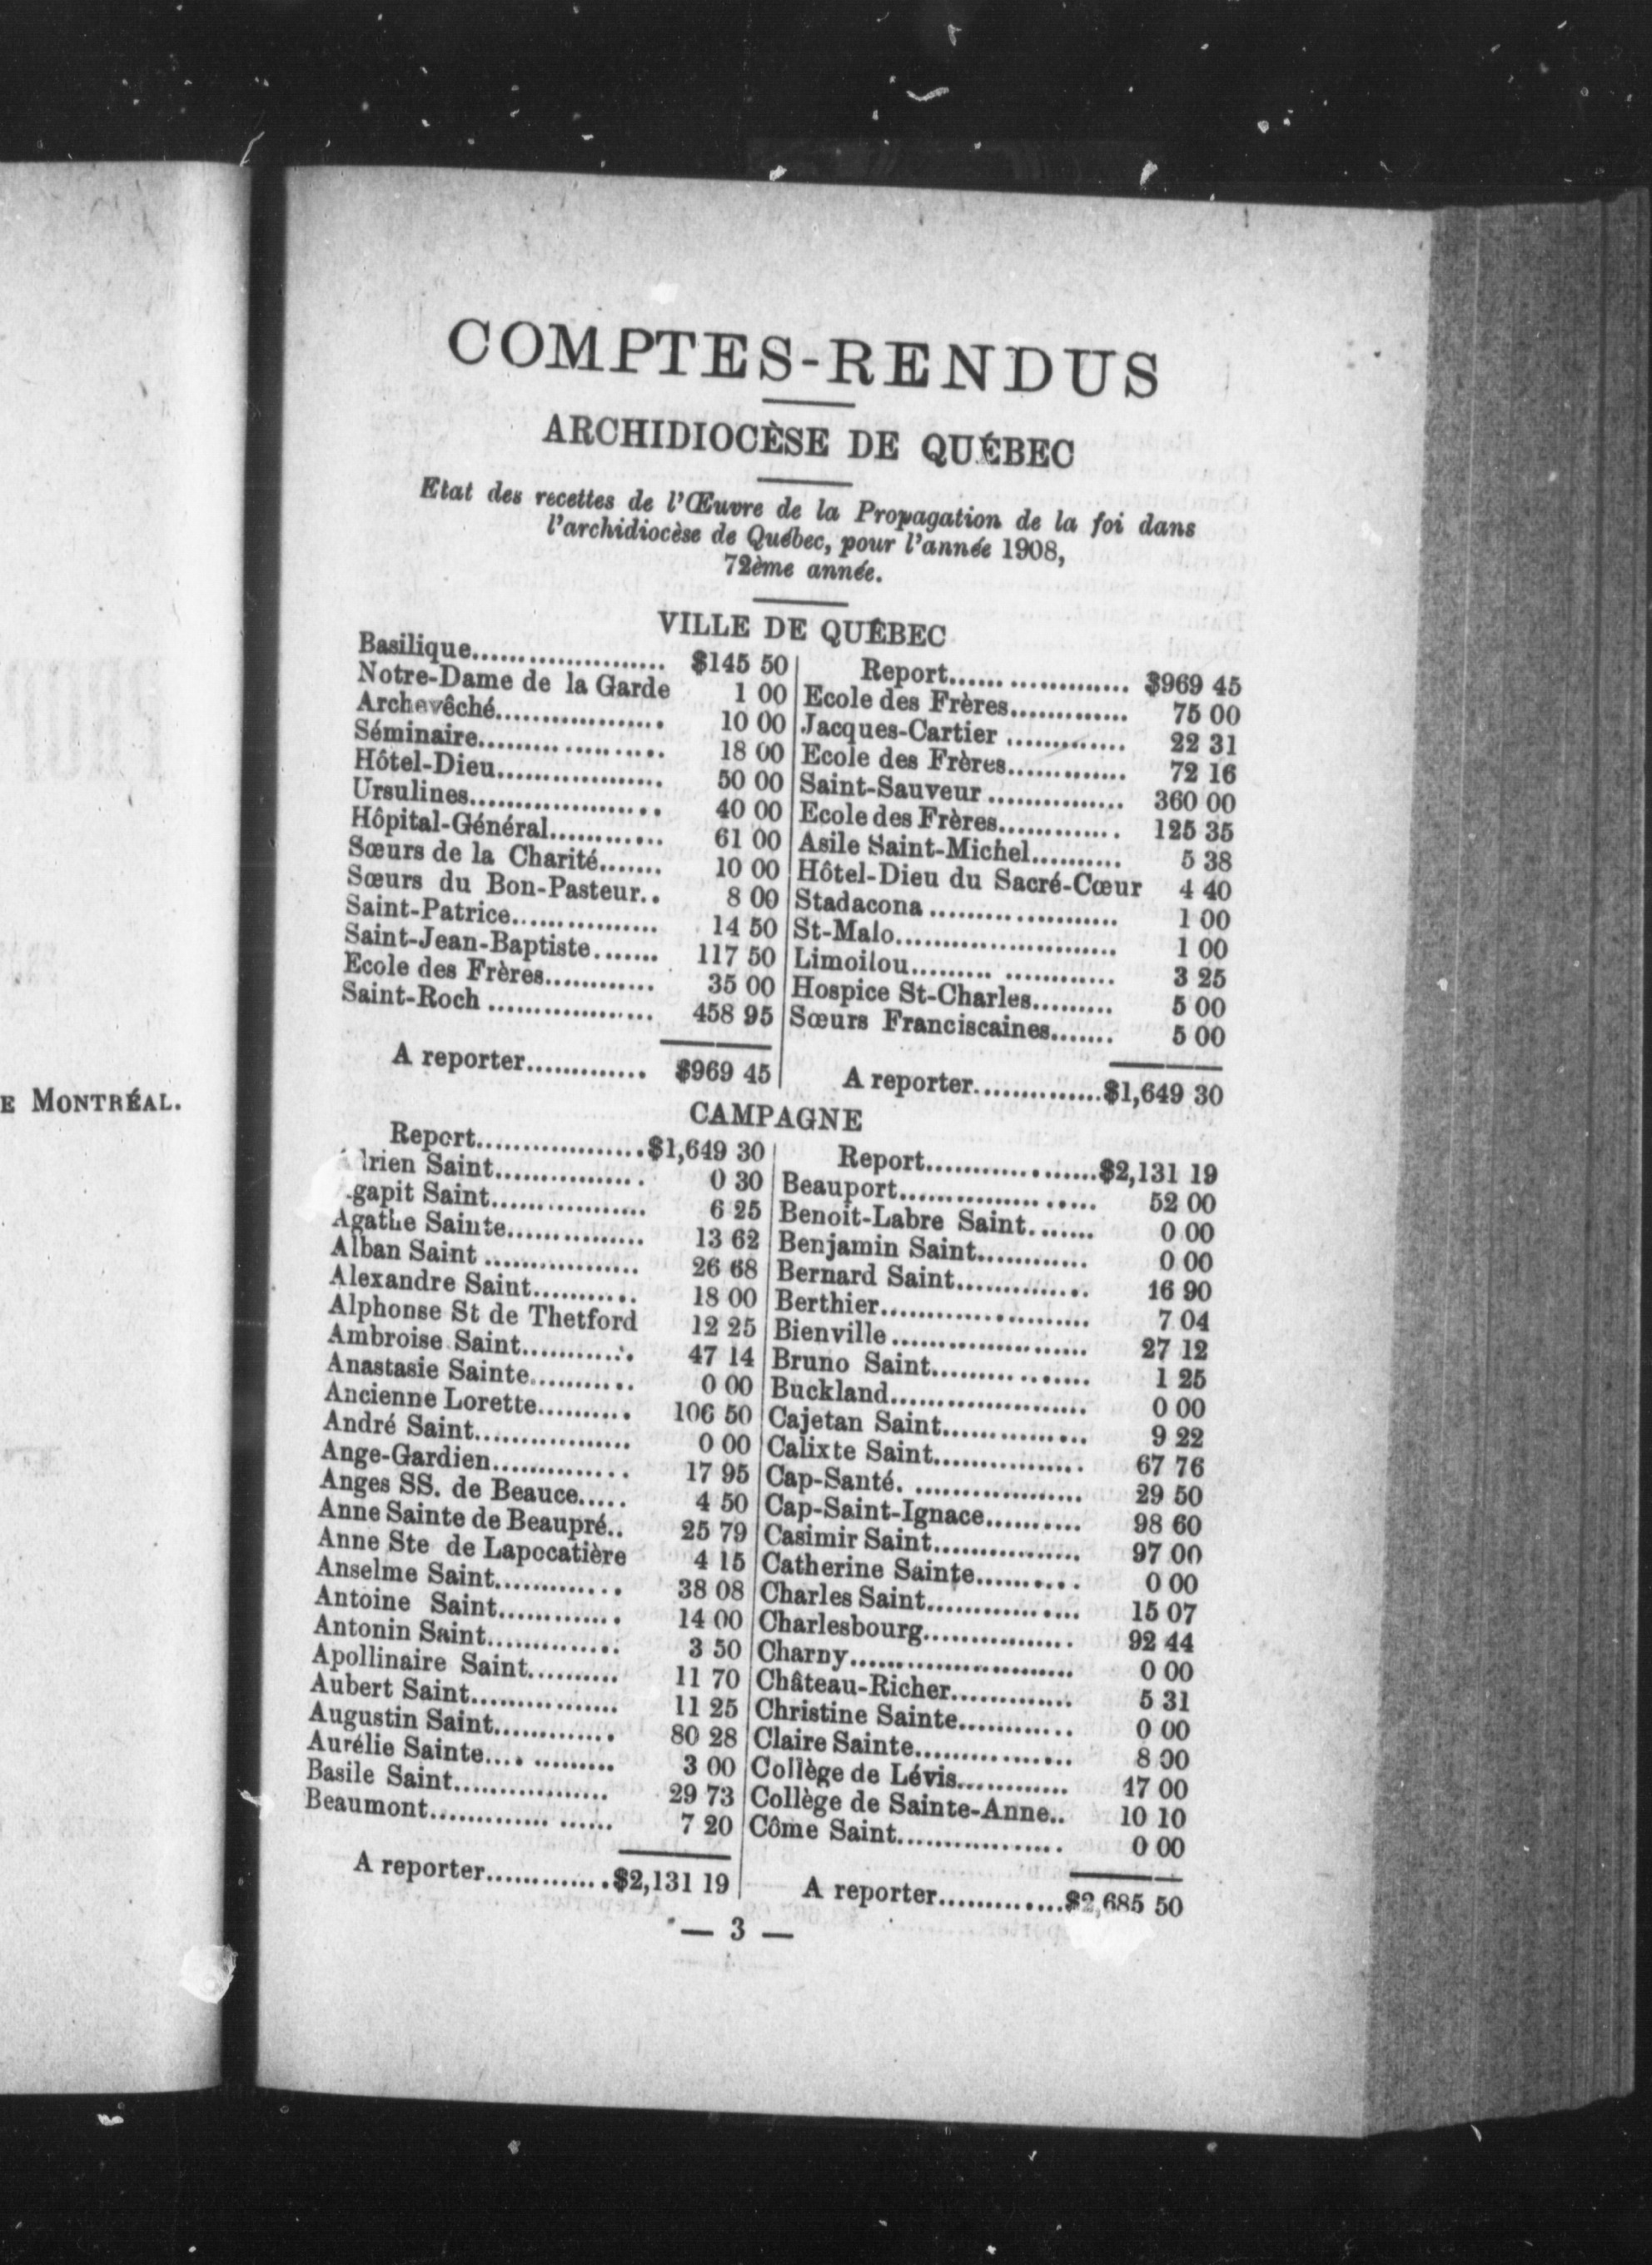 E MONTRÉAL.
COMPTES-RENDUS
ARCHIDIOCÈSE DE QUÉBEC
Etat des recettes de l'Œuvre de la Propagation de la foi dans
l'archidiocèse de Québec, pour l'année 1908,
72ème année.
VILLE DE QUÉBEC
Basilique..................... $145 50
Notre-Dame de la Garde 1 00
Archevêché.................. 10 00
Séminaire.................... 18 00
Hôtel-Dieu.................. 50 00
Ursulines..................... 40 00
Hôpital-Général............ 61 00
Sœurs de la Charité....... 10 00
Sœurs du Bon-Pasteur.. 8 00
Saint-Patrice................ 14 50
Saint-Jean-Baptiste....... 117 50
Ecole des Frères............ 35 00
Saint-Roch .................. 458 95
A reporter............. $969 45
Report................... $969 45
Ecole des Frères............. 75 00
Jacques-Cartier ............. 22 31
Ecole des Frères............. 72 16
Saint-Sauveur ............... 360 00
Ecole des Frères............. 125 35
Asile Saint-Michel.......... 5 38
Hôtel-Dieu du Sacré-Cœur 4 40
Stadacona .................... 1 00
St-Malo........................ 1 00
Limoilou..................... 3 25
Hospice St-Charles......... 5 00
Sœurs Franciscaines....... 5 00
A reporter..............$1,649 30
CAMPAGNE
Report..................$1,649 30
drien Saint................ 0 30
gapit Saint................. 6 25
Agathe Sainte............... 13 62
Alban Saint ................. 26 68
Alexandre Saint........... 18 00
Alphonse St de Thetford 12 25
Ambroise Saint............ 47 14
Anastasie Sainte........... 0 00
Ancienne Lorette.......... 106 50
André Saint................. 0 00
Ange-Gardien.............. 17 95
Anges SS. de Beauce..... 4 50
Anne Sainte de Beaupré.. 25 79
Anne Ste de Lapocatière 4 15
Anselme Saint............. 38 08
Antoine Saint............. 14 00
Antonin Saint.............. 3 50
Apollinaire Saint.......... 11 70
Aubert Saint................ 11 25
Augustin Saint............. 80 28
Aurélie Sainte.... ......... 3 00
Basile Saint................. 29 73
Beaumont............. ...... 7 20
A reporter.............$2,131 19
Report..................$2,131 19
Beauport..................... 52 00
Benoit-Labre Saint....... 0 00
Benjamin Saint............ 0 00
Bernard Saint.............. 16 90
Berthier....................... 7 04
Bienville ..................... 27 12
Bruno Saint................. 1 25
Buckland..................... 0 00
Cajetan Saint............... 9 22
Calixte Saint................ 67 76
Cap-Santé. .................. 29 50
Cap-Saint-Ignace.......... 98 60
Casimir Saint................ 97 00
Catherine Sainte.......... 0 00
Charles Saint................ 15 07
Charlesbourg................ 92 44
Charny........................ 0 00
Château-Richer............. 5 31
Christine Sainte............ 0 00
Claire Sainte................. 8 00
Collège de Lévis............ 17 00
Collège de Sainte-Anne.. 10 10
Côme Saint.................. 0 00
A reporter..............$2,685 50
— 3 —